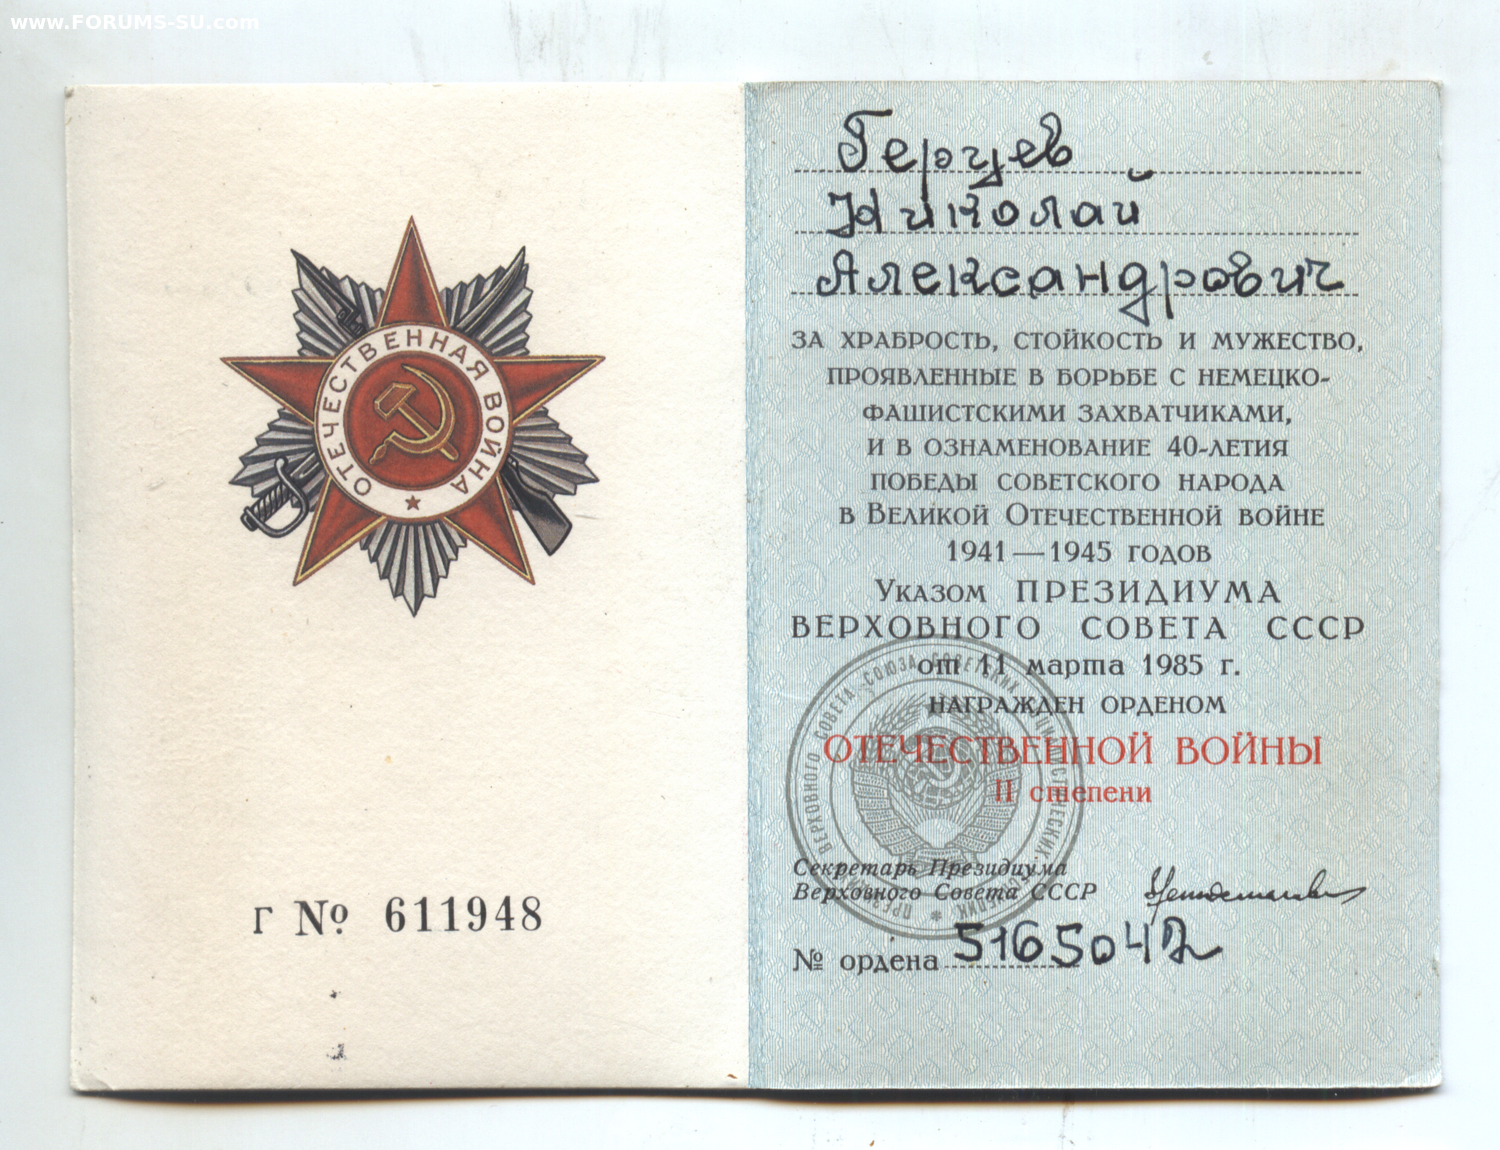 www.FORUMS-SU.com
ОТЕЧЕСТВЕННАЯ ВОЙНА
Г № 611948
Герцев
Николай
Александрович
ЗА ХРАБРОСТЬ, СТОЙКОСТЬ И МУЖЕСТВО,
ПРОЯВЛЕННЫЕ В БОРЬБЕ С НЕМЕЦКО-
ФАШИСТСКИМИ ЗАХВАТЧИКАМИ,
И В ОЗНАМЕНОВАНИЕ 40-ЛЕТИЯ
ПОБЕДЫ СОВЕТСКОГО НАРОДА
В ВЕЛИКОЙ ОТЕЧЕСТВЕННОЙ ВОЙНЕ
1941—1945 ГОДОВ
УКАЗОМ ПРЕЗИДИУМА
ВЕРХОВНОГО СОВЕТА СССР
от 11 марта 1985 г.
НАГРАЖДЕН ОРДЕНОМ
ОТЕЧЕСТВЕННОЙ ВОЙНЫ
II степени
Секретарь Президиума
Верховного Совета СССР
№ ордена 5165042